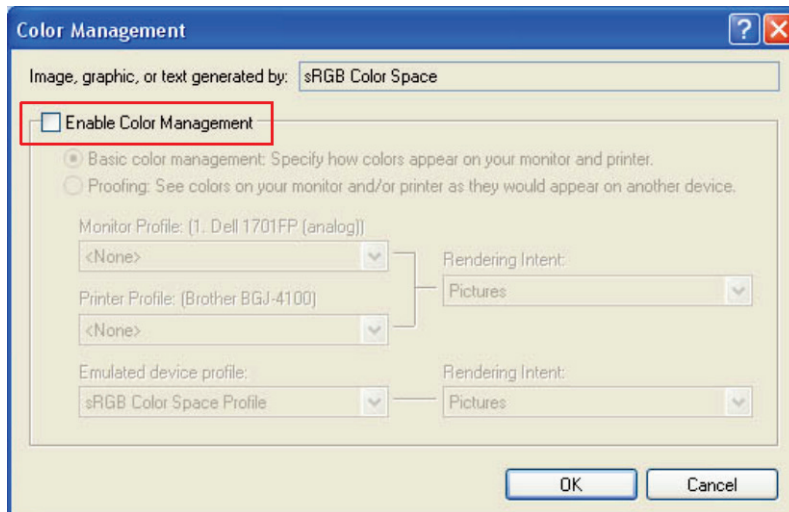 Color Management
Image, graphic, or text generated by: sRGB Color Space
Enable Color Management
Basic color management: Specify how colors appear on your monitor and printer.
Proofing: See colors on your monitor and/or printer as they would appear on another device.
Monitor Profile: (1. Dell 1701FP (analog))
<None>
Rendering Intent:
Pictures
Printer Profile: (Brother BGJ-4100)
<None>
Emulated device profile:
Rendering Intent:
sRGB Color Space Profile
Pictures
OK
Cancel